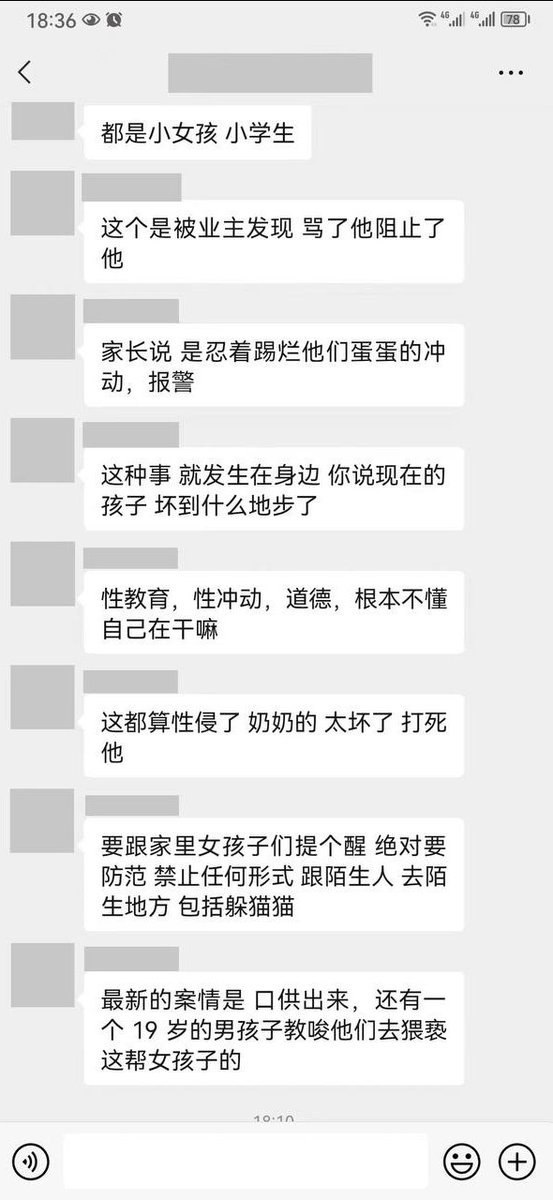 18:36
4G
4G
78
都是小女孩 小学生
这个是被业主发现 骂了他阻止了
他
家长说 是忍着踢烂他们蛋蛋的冲
动，报警
这种事 就发生在身边 你说现在的
孩子 坏到什么地步了
性教育，性冲动，道德，根本不懂
自己在干嘛
这都算性侵了 奶奶的 太坏了 打死
他
要跟家里女孩子们提个醒 绝对要
防范 禁止任何形式 跟陌生人 去陌
生地方 包括躲猫猫
最新的案情是 口供出来，还有一
个 19 岁的男孩子教唆他们去猥亵
这帮女孩子的
18:10